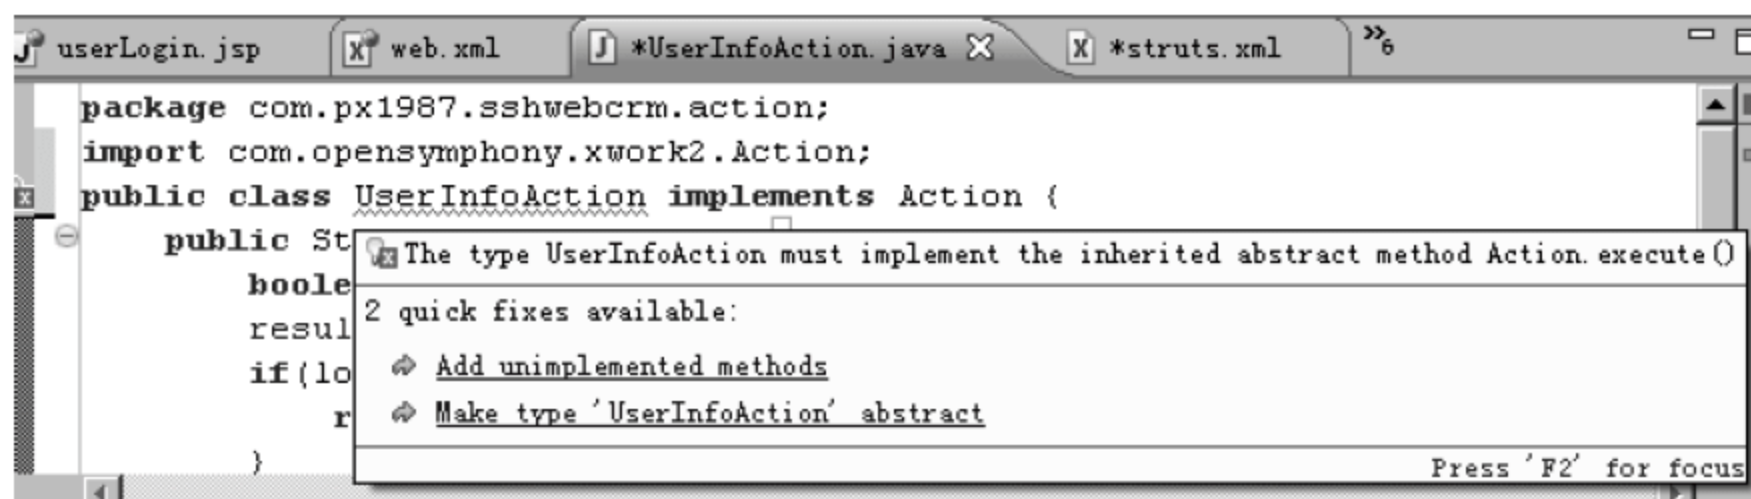 userLogin.jsp web.xml *UserInfoAction.java *struts.xml »6
package com.px1987.sshwebcrm.action;
import com.opensymphony.xwork2.Action;
public class UserInfoAction implements Action {
public St
The type UserInfoAction must implement the inherited abstract method Action.execute()
boole
2 quick fixes available:
resul
if(lo
Add unimplemented methods
r
Make type 'UserInfoAction' abstract
}
Press 'F2' for focus